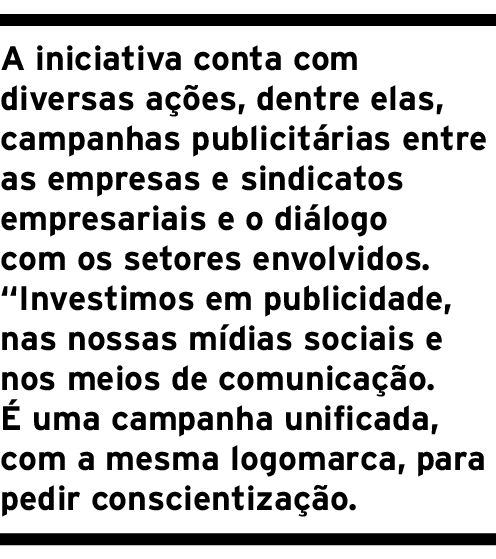 A iniciativa conta com
diversas ações, dentre elas,
campanhas publicitárias entre
as empresas e sindicatos
empresariais e o diálogo
com os setores envolvidos.
“Investimos em publicidade,
nas nossas mídias sociais e
nos meios de comunicação.
É uma campanha unificada,
com a mesma logomarca, para
pedir conscientização.